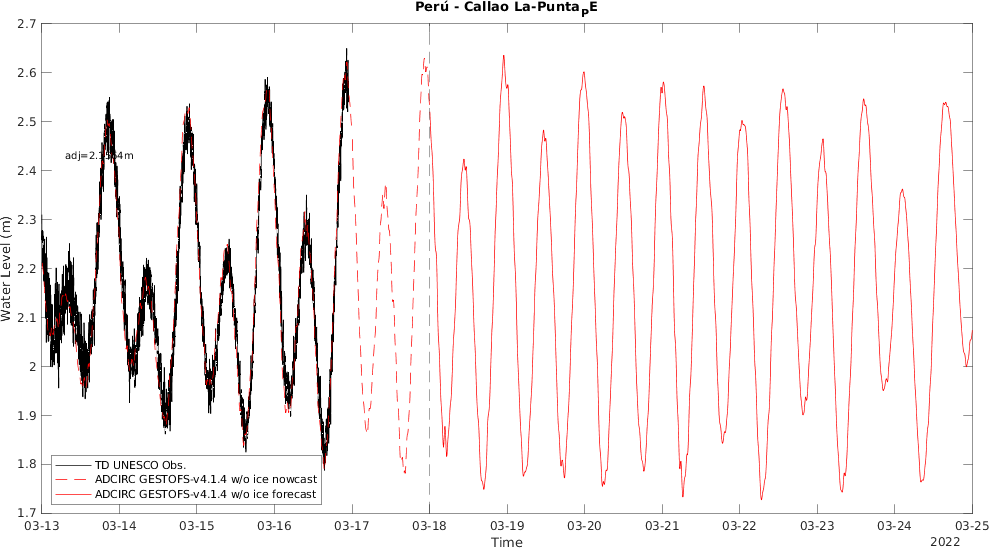 Perú - Callao La-PuntaPE
2.7
2.6
2.5
2.4
2.3
2.2
2.1
2
1.9
1.8
1.7
Water Level (m)
TD UNESCO Obs.
ADCIRC GESTOFS-v4.1.4 w/o ice nowcast
ADCIRC GESTOFS-v4.1.4 w/o ice forecast
03-13 03-14 03-15 03-16 03-17 03-18 03-19 03-20 03-21 03-22 03-23 03-24 03-25
Time
2022